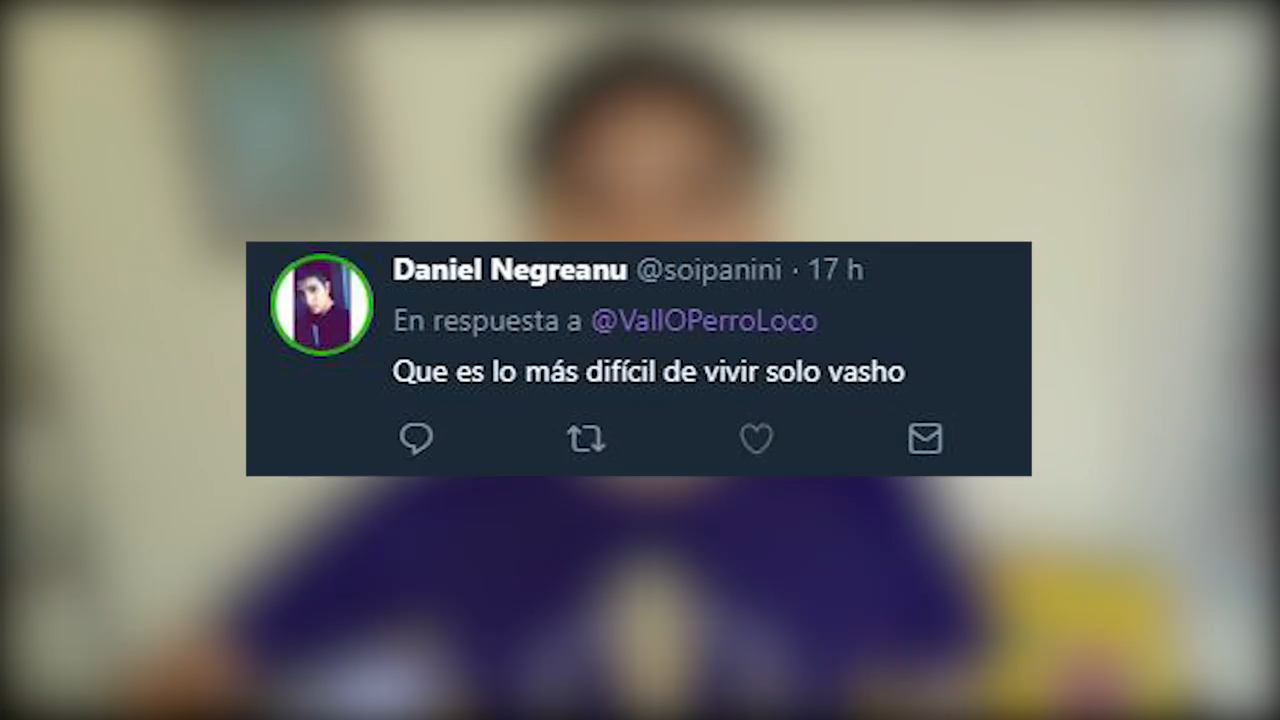 Daniel Negreanu @soipanini · 17 h
En respuesta a @VallOPerroLoco
Que es lo más difícil de vivir solo vasho